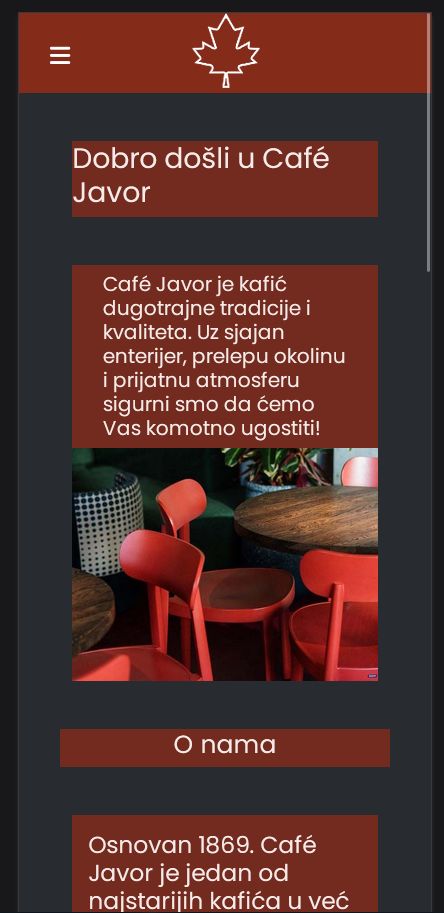 Dobro došli u Café
Javor
Café Javor je kafić
dugotrajne tradicije i
kvaliteta. Uz sjajan
enterijer, prelepu okolinu
i prijatnu atmosferu
sigurni smo da ćemo
Vas komotno ugostiti!
O nama
Osnovan 1869. Café
Javor je jedan od
najstarijih kafića u već